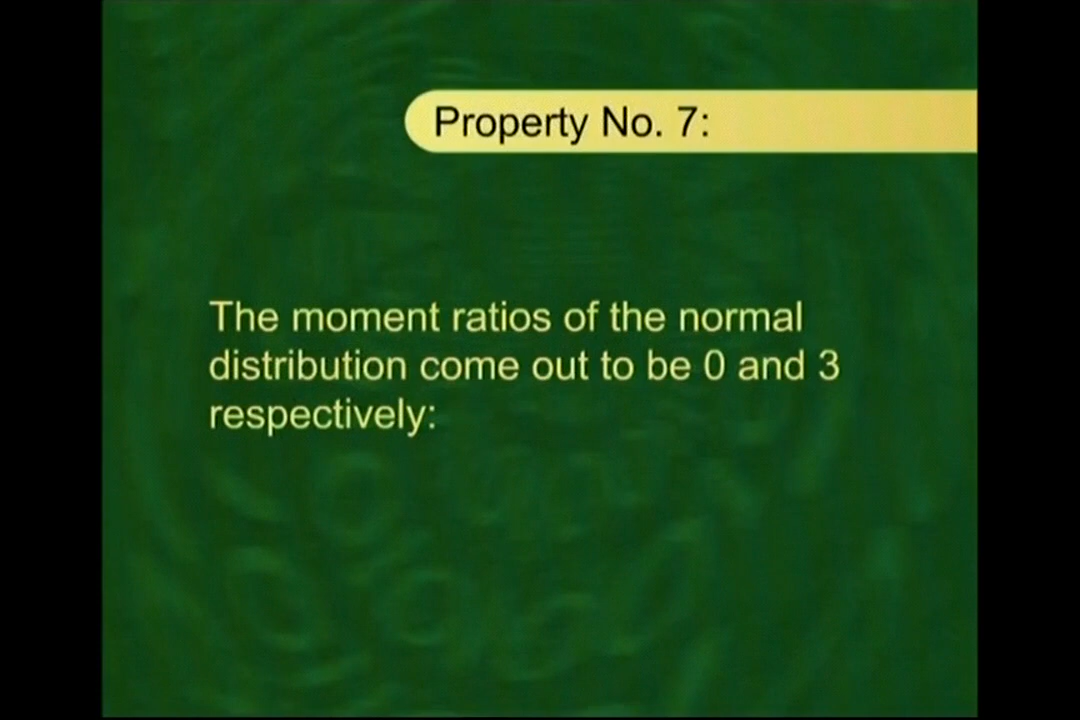 Property No. 7:
The moment ratios of the normal
distribution come out to be 0 and 3
respectively: